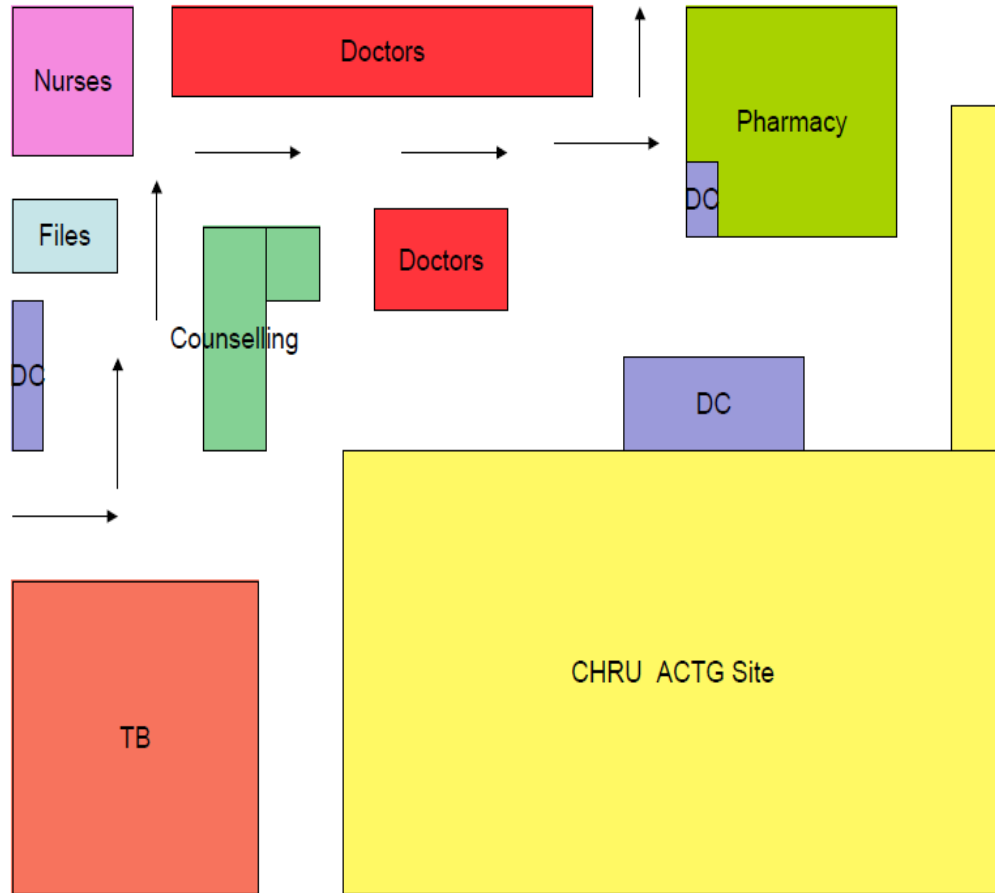 Doctors
Nurses
Pharmacy
DC
Files
Doctors
Counselling
DC
DC
CHRU  ACTG Site
TB